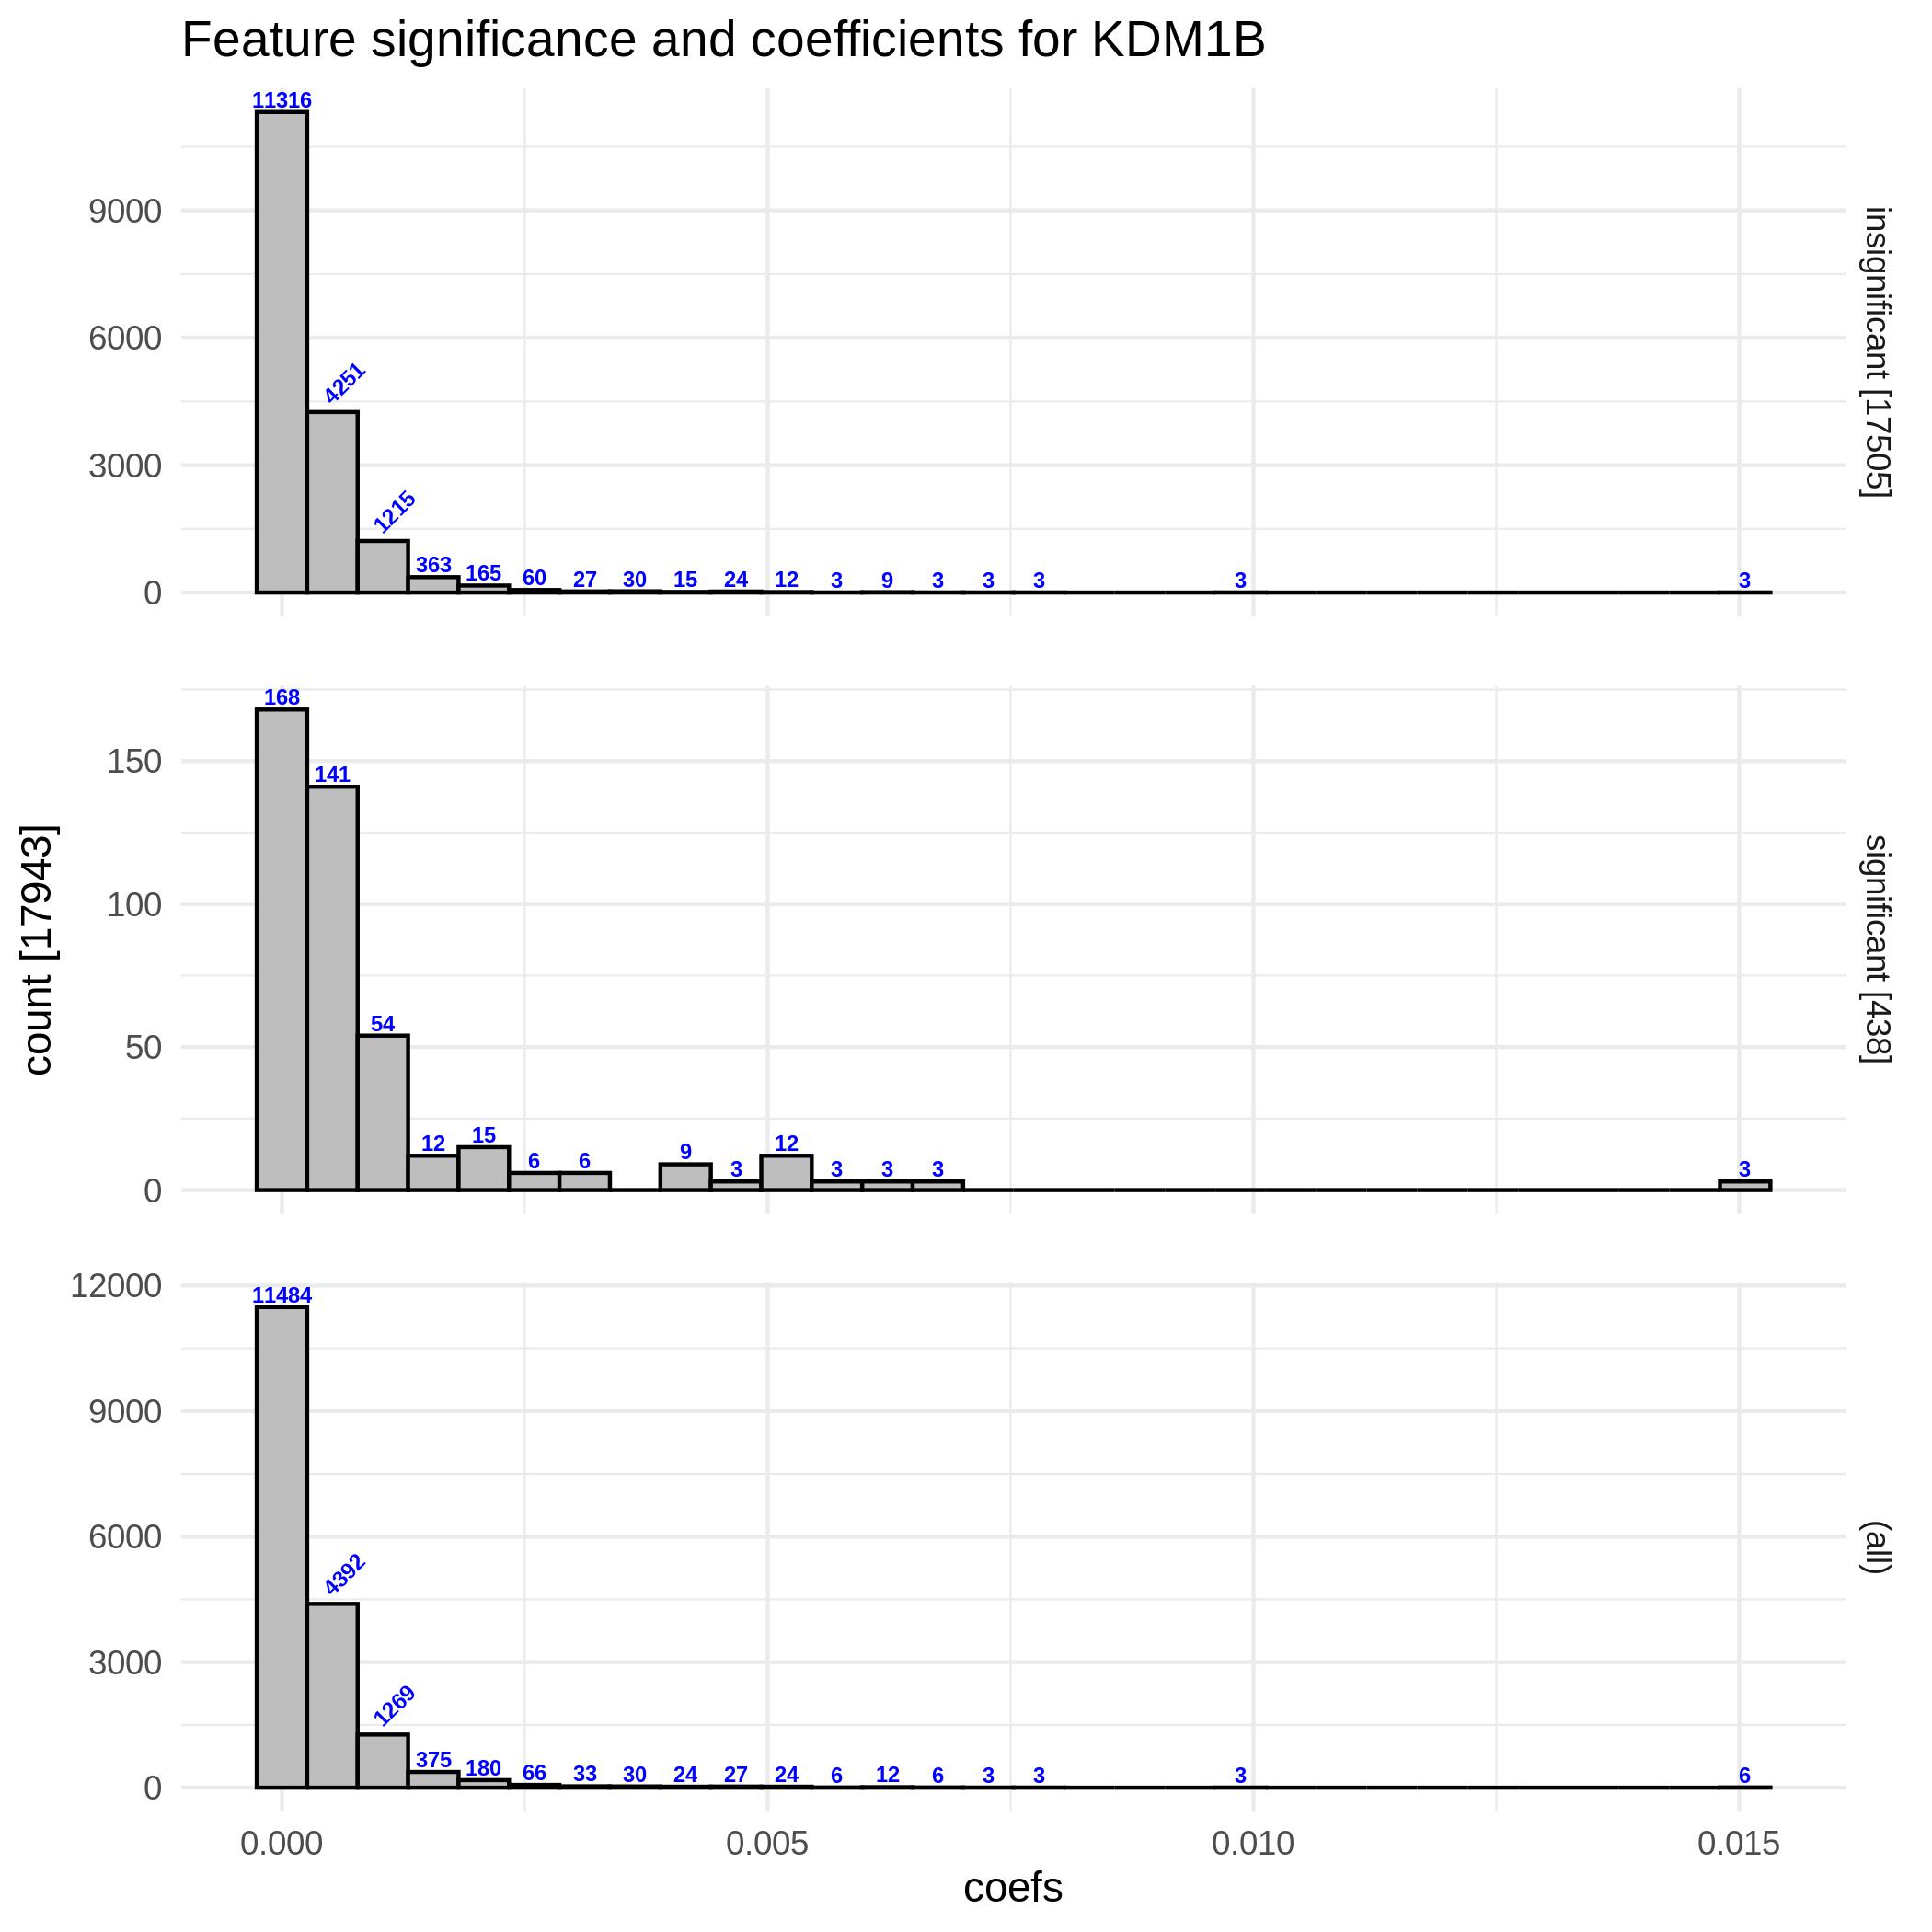 Feature significance and coefficients for KDM1B
11316
9000
6000
3000
0
4251
1215
363 165 60 27 30 15 24 12 3 9 3 3 3 3 3
insignificant [17505]
168
150
100
50
0
141
54
12 15 6 6 9 3 12 3 3 3 3
significant [438]
count [17943]
12000
11484
9000
6000
3000
0
4392
1269
375 180 66 33 30 24 27 24 6 12 6 3 3 3 6
(all)
0.000 0.005 0.010 0.015
coefs